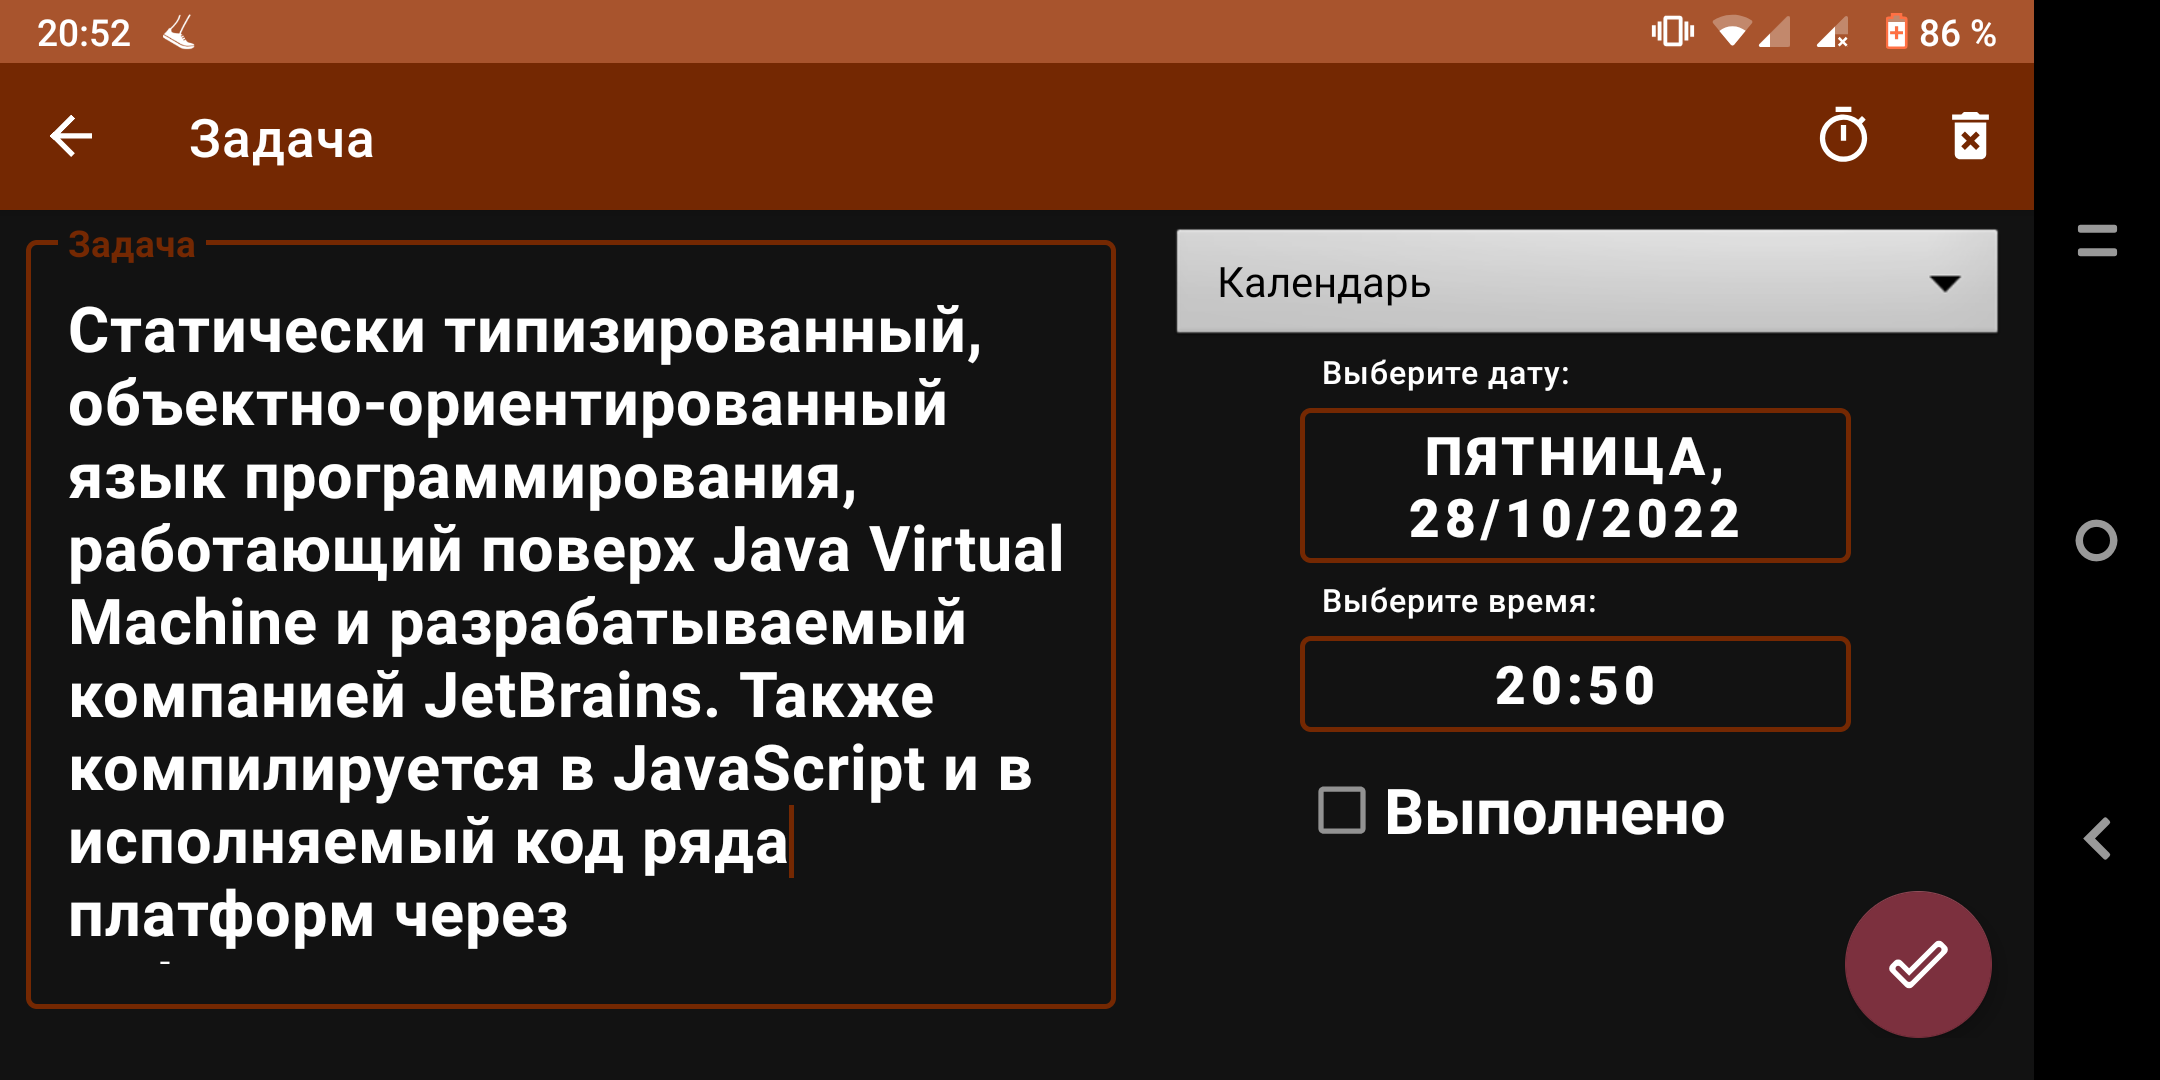 20:52
86 %
Задача
Задача
Статически типизированный,
объектно-ориентированный
язык программирования,
работающий поверх Java Virtual
Machine и разрабатываемый
компанией JetBrains. Также
компилируется в JavaScript и в
исполняемый код ряда
платформ через
Календарь
Выберите дату:
ПЯТНИЦА,
28/10/2022
Выберите время:
20:50
Выполнено